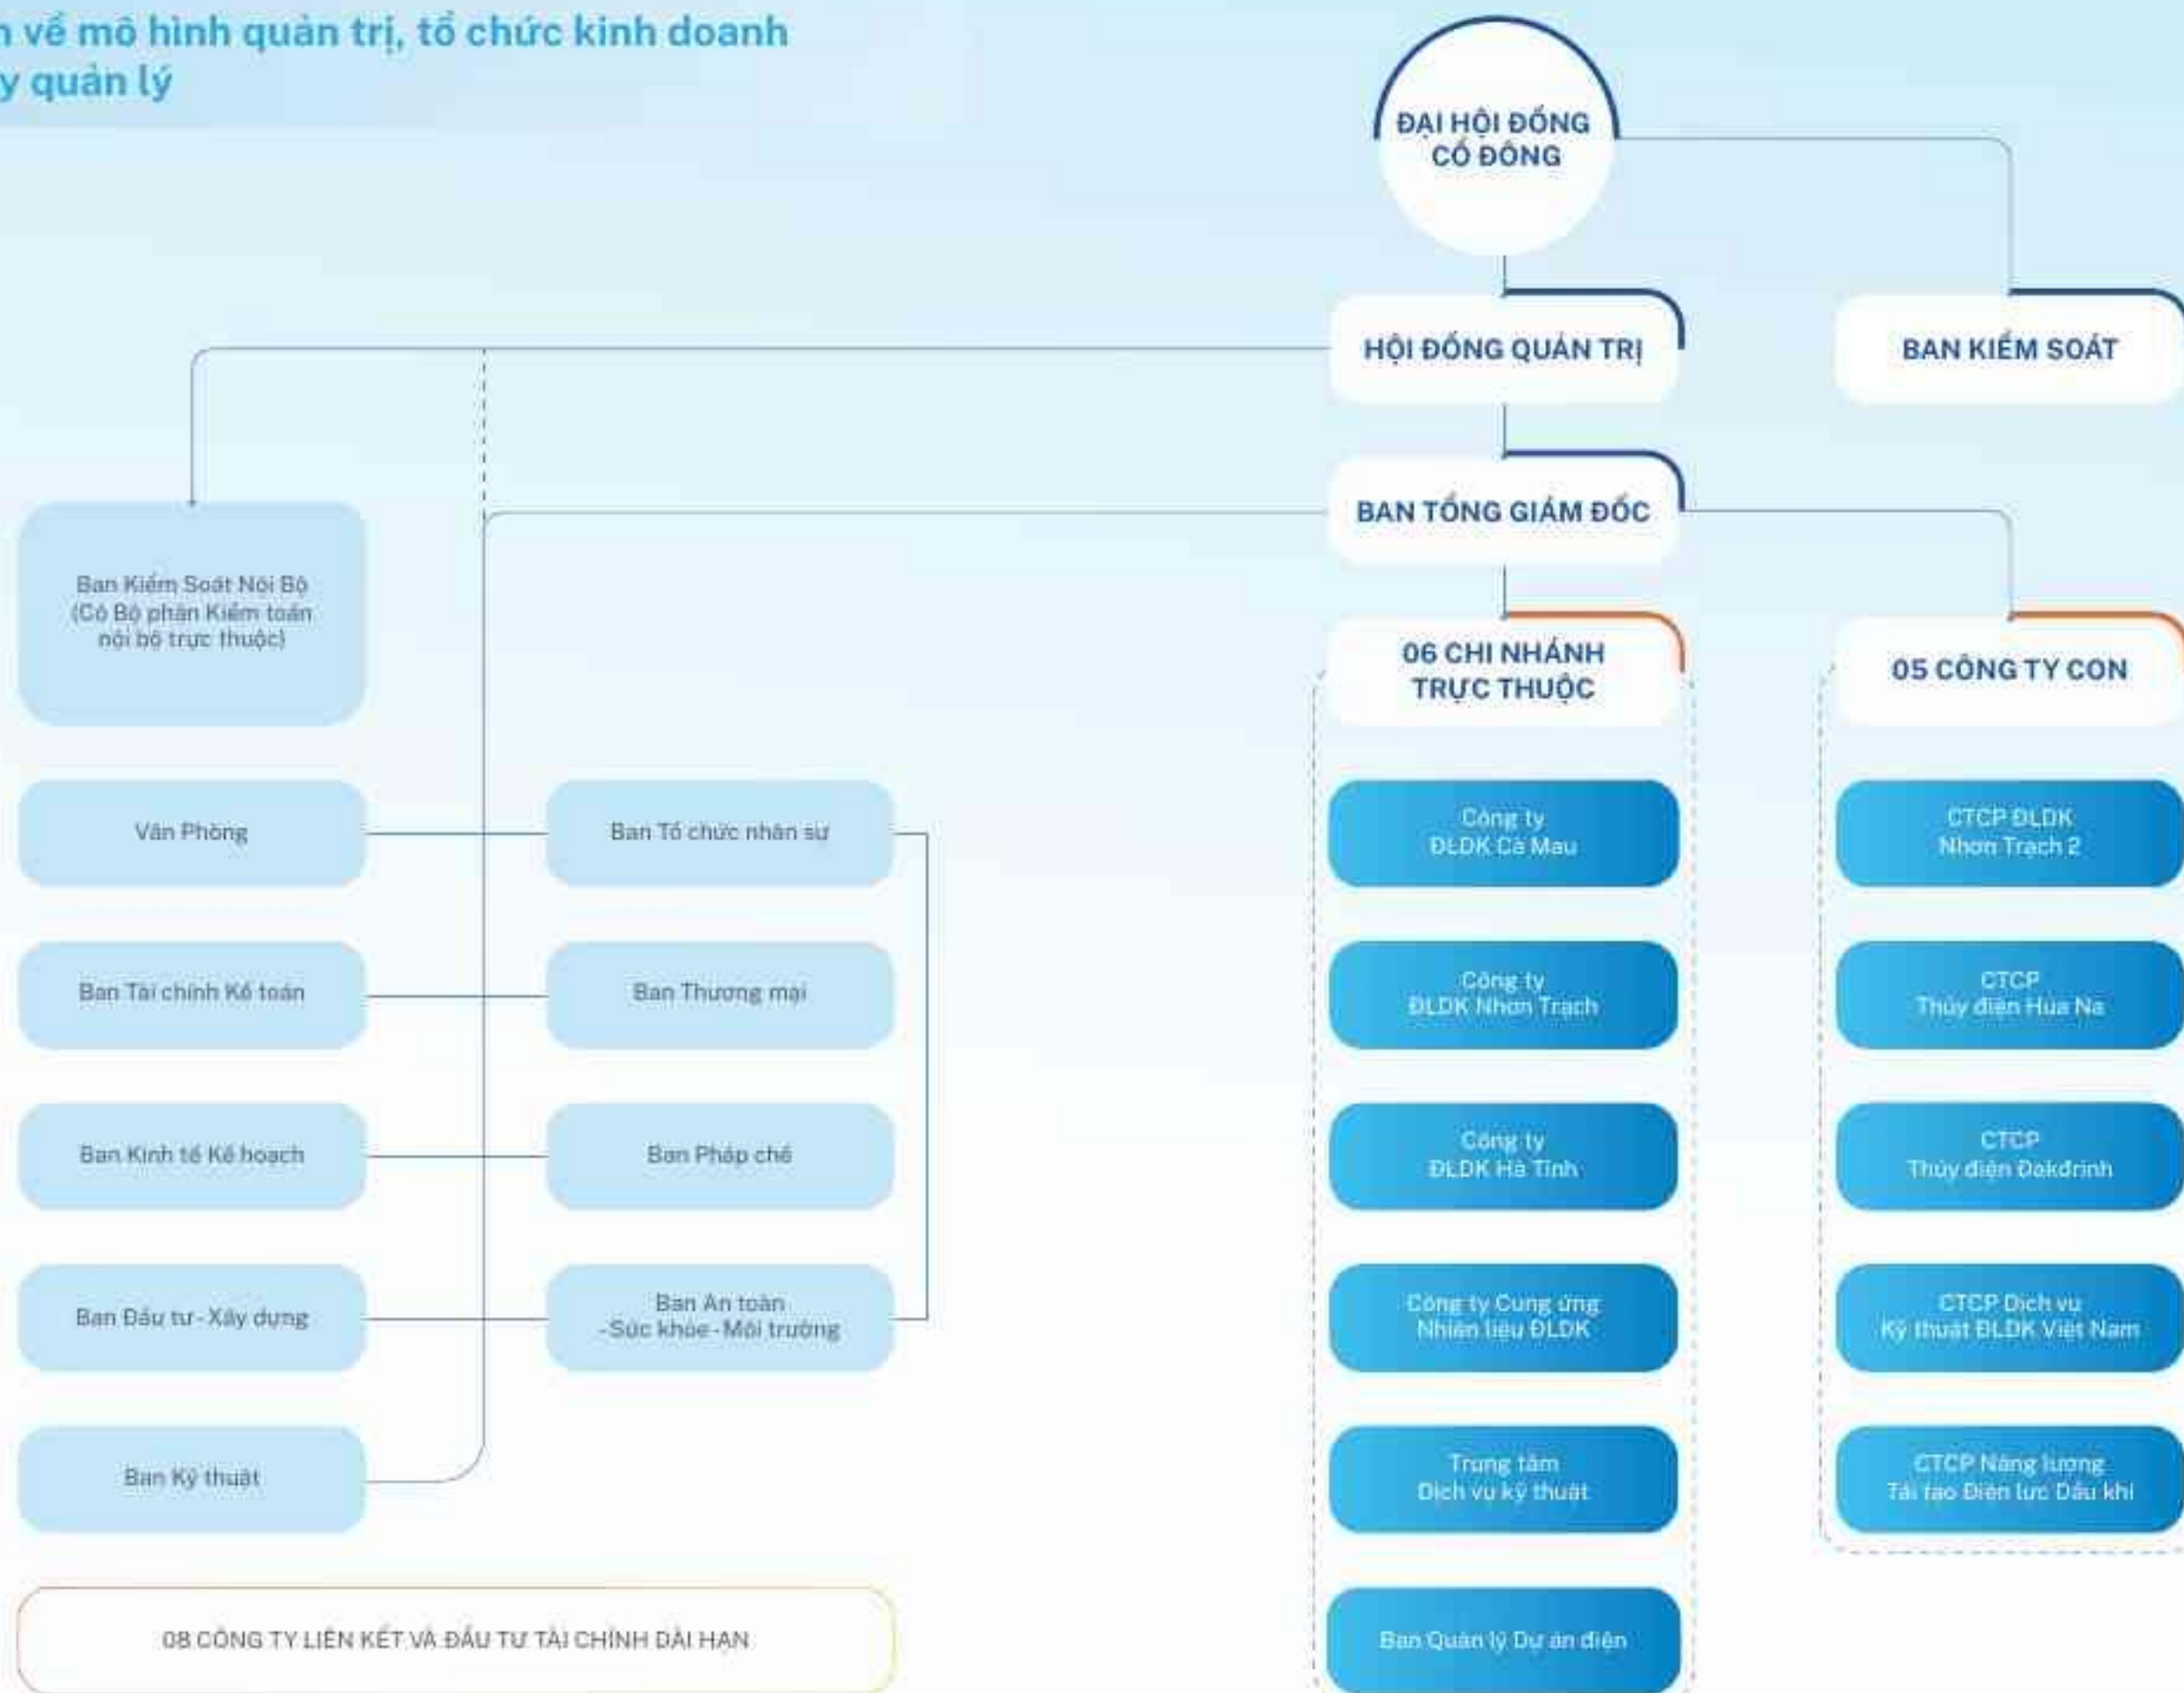 về mô hình quản trị, tổ chức kinh doanh
quản lý
ĐẠI HỘI ĐỒNG
CỔ ĐÔNG
HỘI ĐỒNG QUẢN TRỊ
BAN KIỂM SOÁT
BAN TỔNG GIÁM ĐỐC
Ban Kiểm Soát Nội Bộ
(Có Bộ phận Kiểm toán
nội bộ trực thuộc)
06 CHI NHÁNH
TRỰC THUỘC
05 CÔNG TY CON
Văn Phòng
Ban Tổ chức nhân sự
Công ty
ĐLDK Cà Mau
CTCP ĐLDK
Nhơn Trạch 2
Ban Tài chính Kế toán
Ban Thương mại
Công ty
ĐLDK Nhơn Trạch
CTCP
Thủy điện Hủa Na
Ban Kinh tế Kế hoạch
Ban Pháp chế
Công ty
ĐLDK Hà Tĩnh
CTCP
Thủy điện Đakđrinh
Ban Đầu tư - Xây dựng
Ban An toàn
- Sức khỏe - Môi trường
Công ty Cung ứng
Nhiên liệu ĐLDK
CTCP Dịch vụ
Kỹ thuật ĐLDK Việt Nam
Ban Kỹ thuật
Trung tâm
Dịch vụ kỹ thuật
CTCP Năng lượng
Tái tạo Điện lực Dầu khí
08 CÔNG TY LIÊN KẾT VÀ ĐẦU TƯ TÀI CHÍNH DÀI HẠN
Ban Quản lý Dự án điện